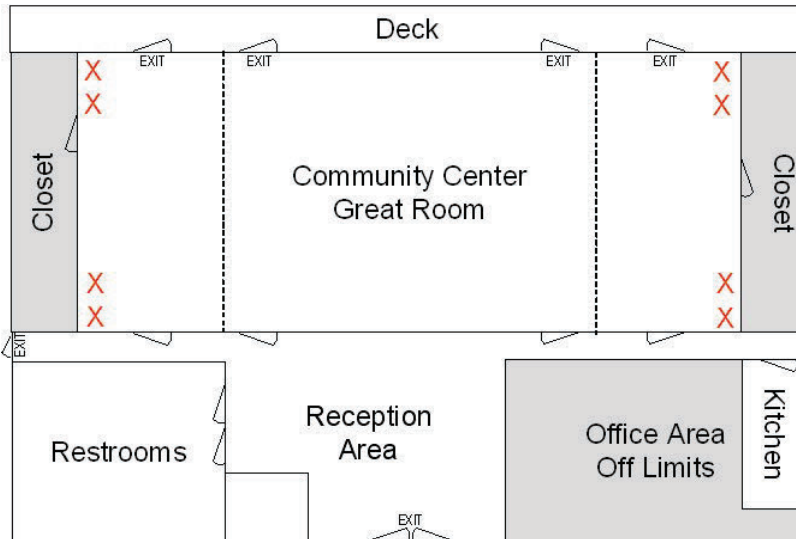 Deck
EXIT
EXIT
EXIT
EXIT
X
X
X
X
Closet
Community Center
Great Room
Closet
X
X
X
X
EXIT
Restrooms
Reception
Area
Office Area
Off Limits
Kitchen
EXIT